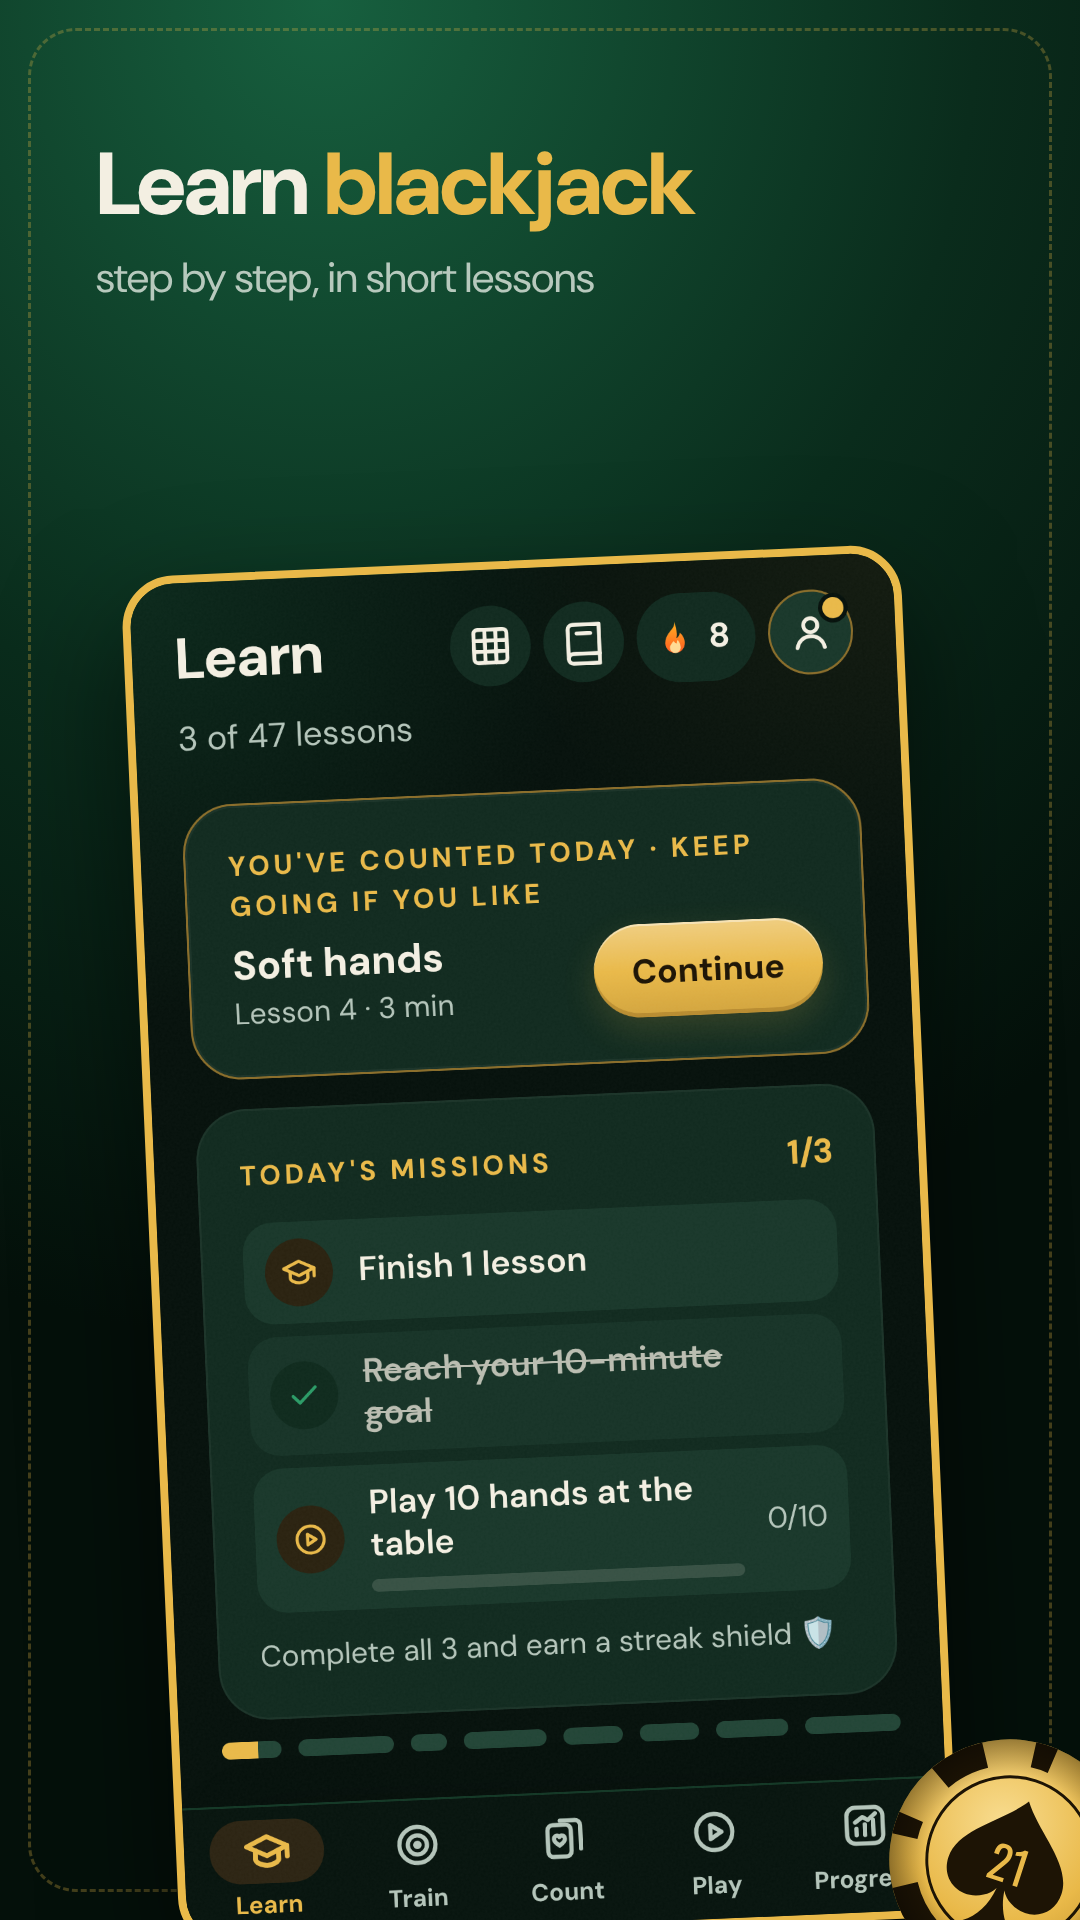 Learn blackjack
step by step, in short lessons
Learn
8
3 of 47 lessons
YOU'VE COUNTED TODAY · KEEP
GOING IF YOU LIKE
Soft hands
Continue
Lesson 4 · 3 min
TODAY'S MISSIONS
1/3
Finish 1 lesson
Reach your 10-minute
goal
Play 10 hands at the
table
0/10
Complete all 3 and earn a streak shield
Learn
Train
Count
Play
Progre
21